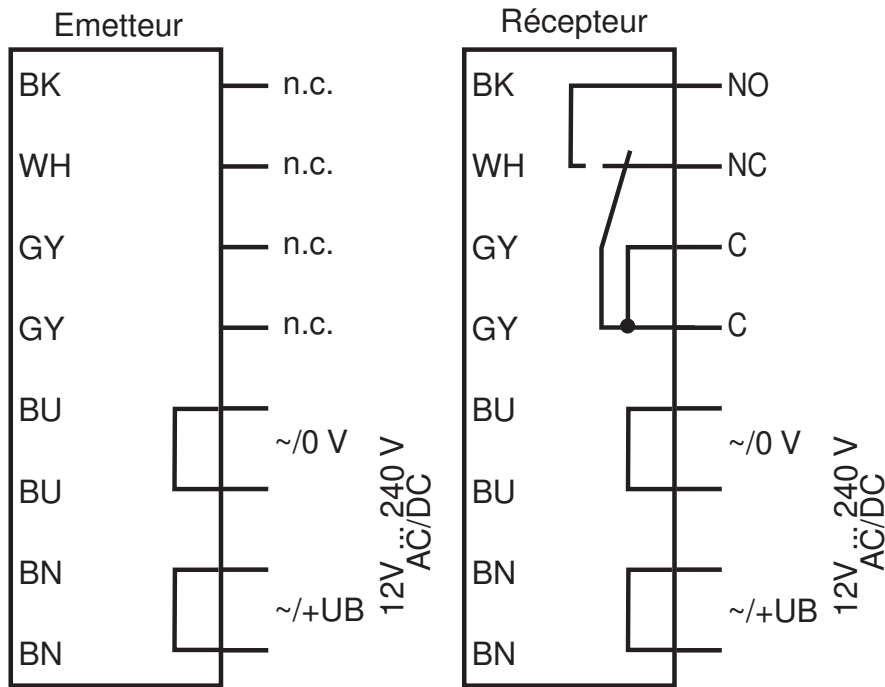 Emetteur
BK n.c.
WH n.c.
GY n.c.
GY n.c.
BU
~/0 V
BU
BN
~/+UB
BN
12V ... 240 V
AC/DC
Récepteur
BK NO
WH NC
GY C
GY C
BU
~/0 V
BU
BN
~/+UB
BN
12V ... 240 V
AC/DC